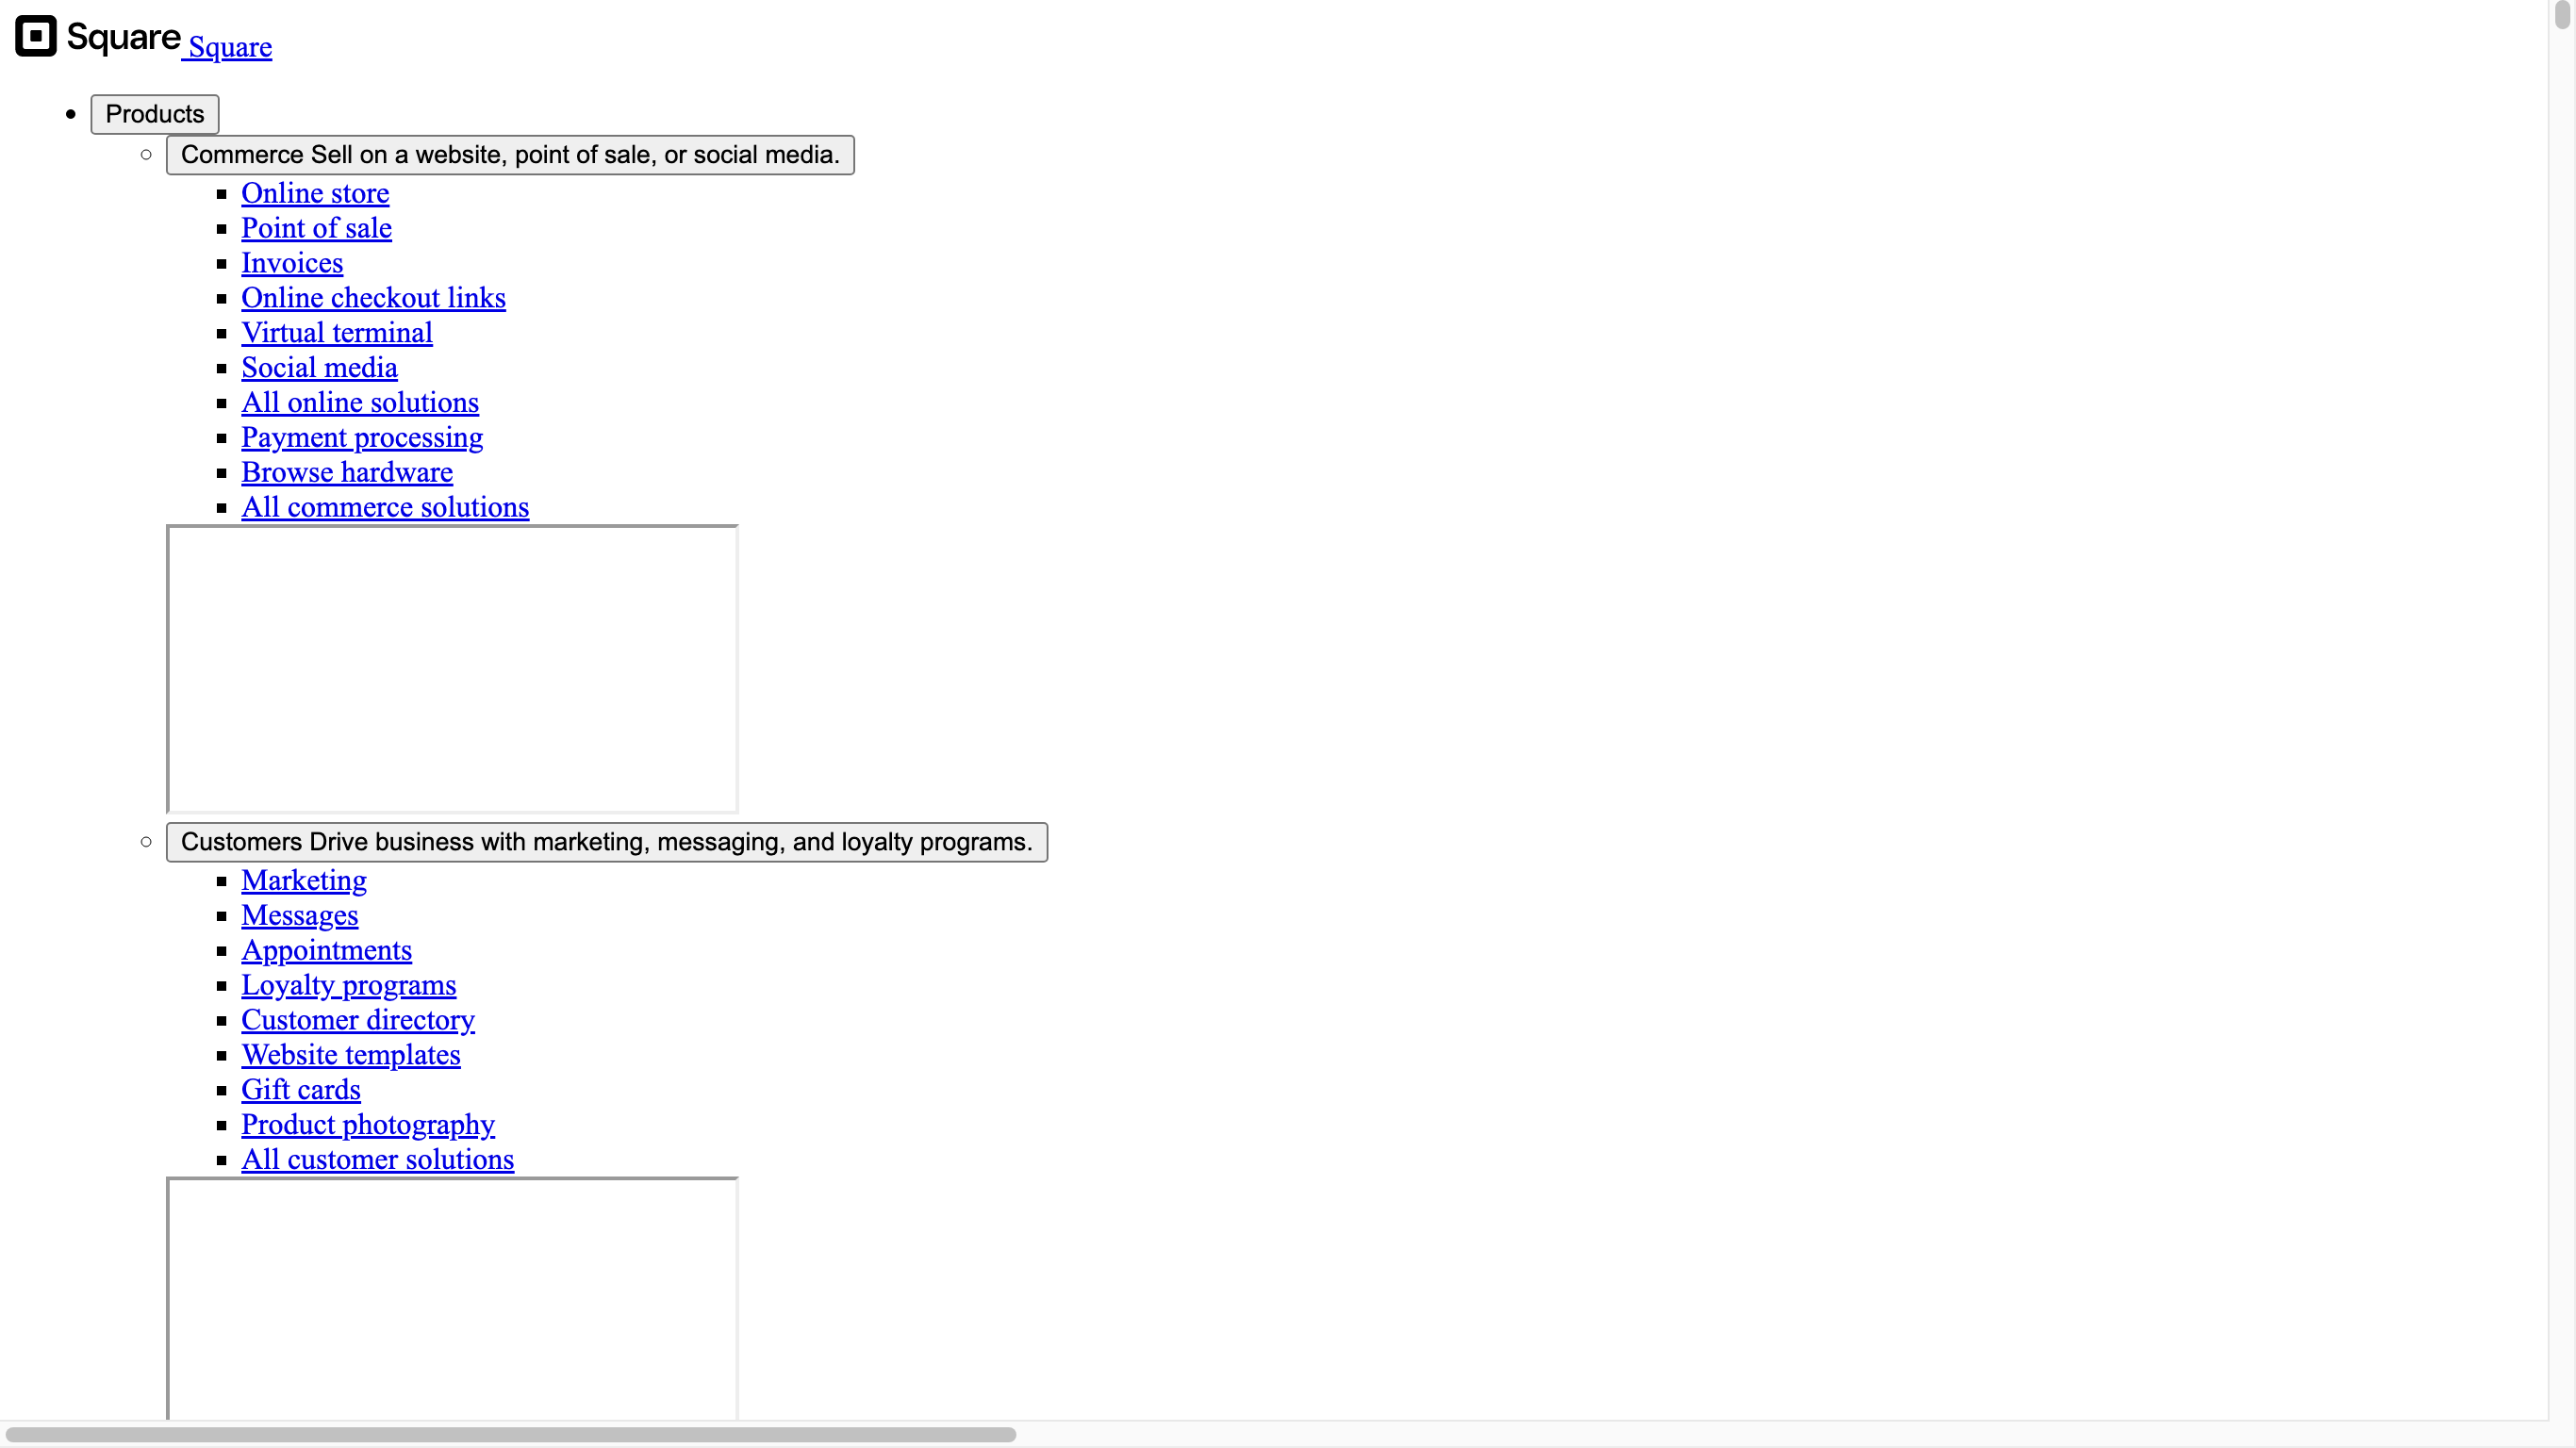 Square Square
Products
Commerce Sell on a website, point of sale, or social media.
Online store
Point of sale
Invoices
Online checkout links
Virtual terminal
Social media
All online solutions
Payment processing
Browse hardware
All commerce solutions
Customers Drive business with marketing, messaging, and loyalty programs.
Marketing
Messages
Appointments
Loyalty programs
Customer directory
Website templates
Gift cards
Product photography
All customer solutions